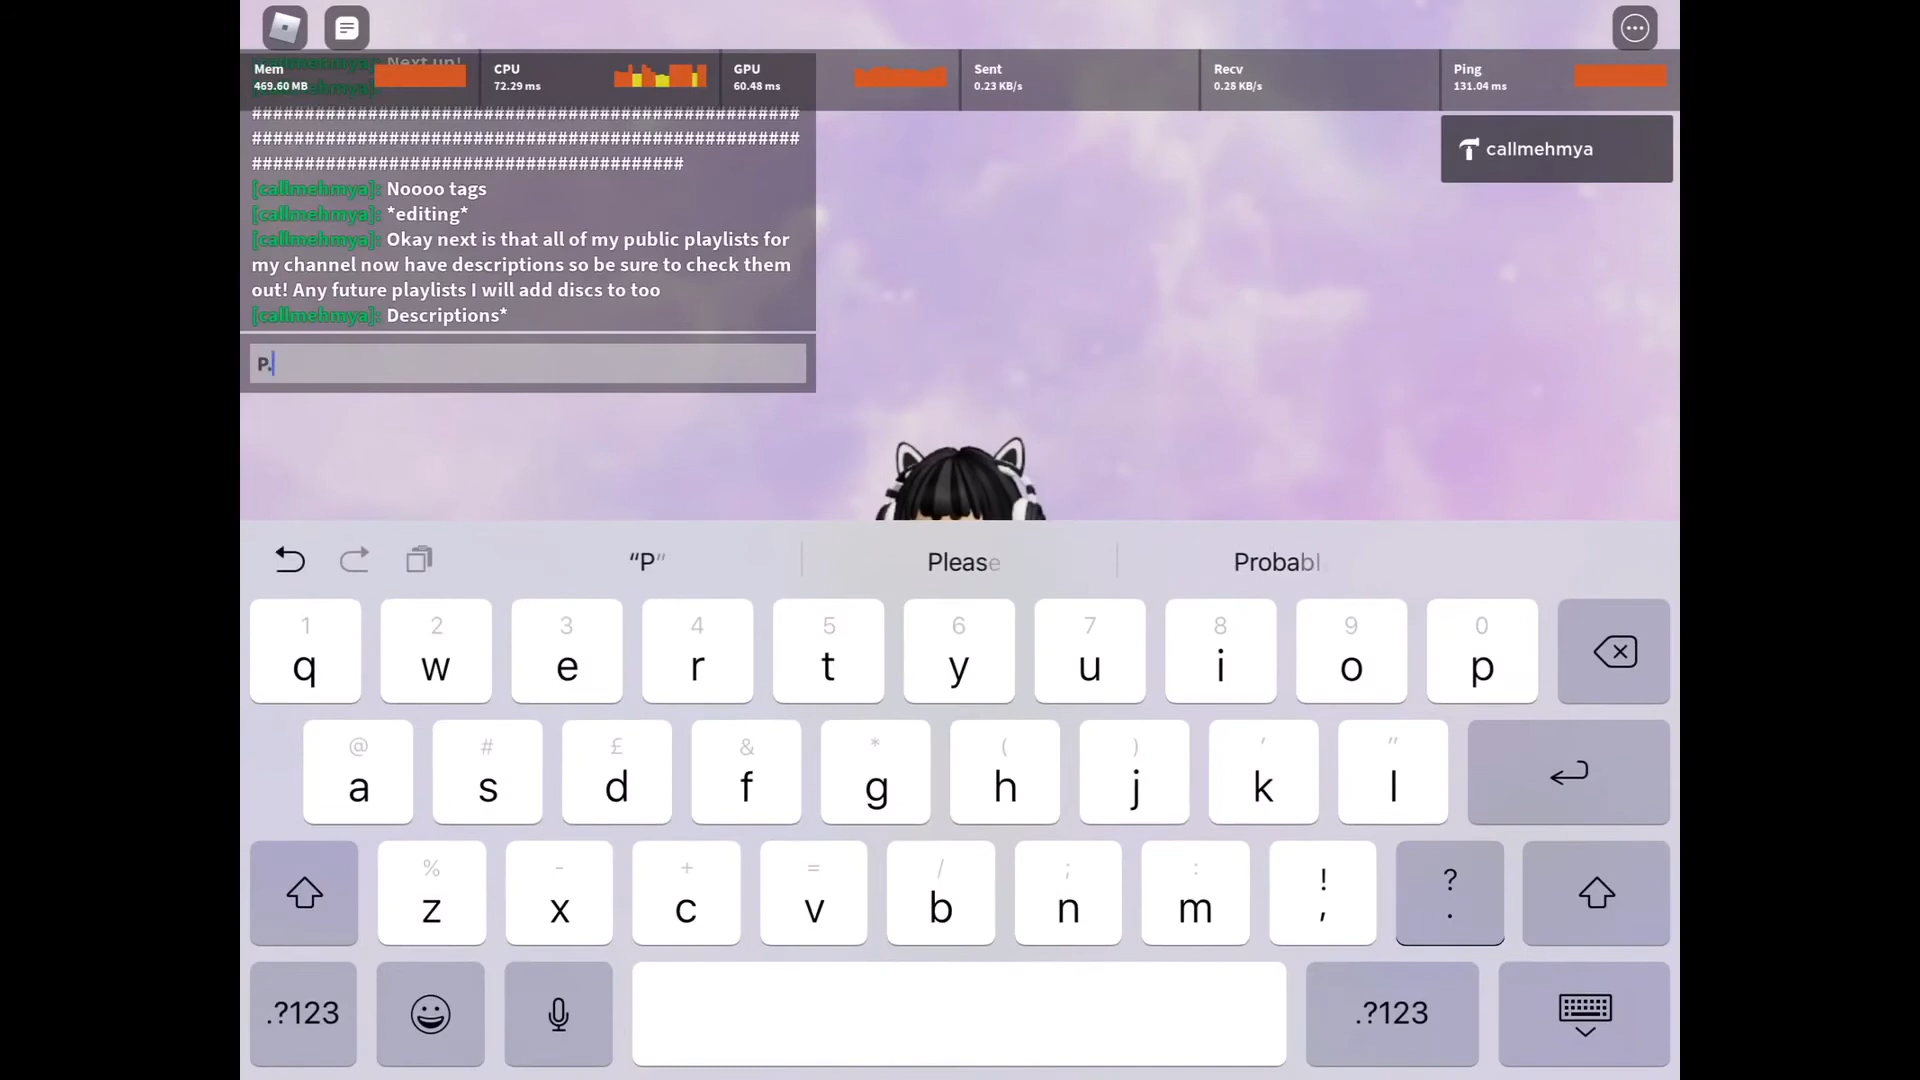 [callmehmya]: Next up!
Mem
469.60 MB
CPU
72.29 ms
GPU
60.48 ms
Sent
0.23 KB/s
Recv
0.28 KB/s
Ping
131.04 ms
[callmehmya]:
####################################################
####################################################
#########################################
callmehmya
[callmehmya]: Noooo tags
[callmehmya]: *editing*
[callmehmya]: Okay next is that all of my public playlists for
my channel now have descriptions so be sure to check them
out! Any future playlists I will add discs to too
[callmehmya]: Descriptions*
P.
“P” Please Probabl
1 2 3 4 5 6 7 8 9 0
q w e r t y u i o p
@ # £ & * ( ) ' "
a s d f g h j k l
% - + = / ; : ! ?
z x c v b n m , .
.?123 .?123